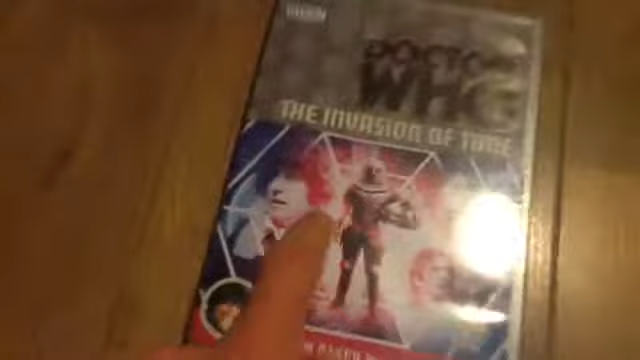 BBC
DOCTOR
WHO
THE INVASION OF TIME